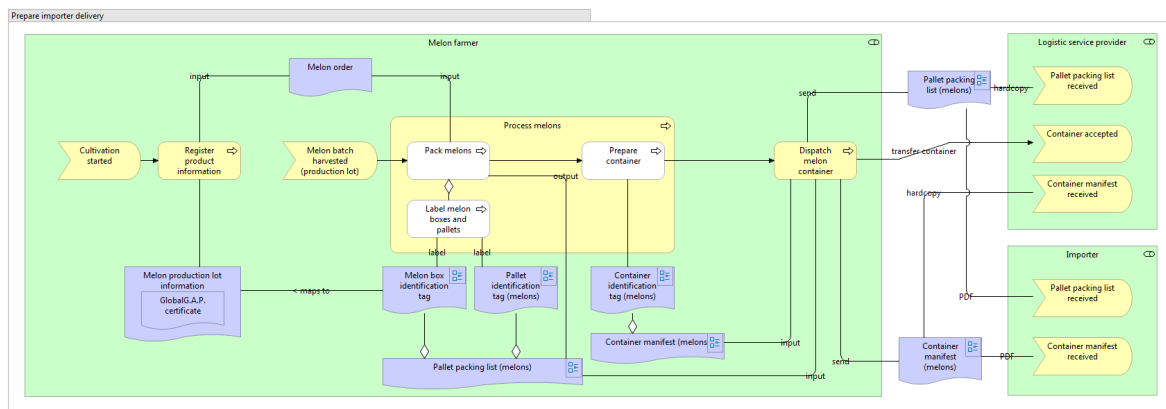 Prepare importer delivery
Melon farmer
Logistic service provider
Melon order
input
input
Pallet packing
list (melons)
send
hardcopy
Pallet packing list
received
Process melons
Cultivation
started
Register
product
information
Melon batch
harvested
(production lot)
Pack melons
Prepare
container
Dispatch
melon
container
transfer container
Container accepted
output
hardcopy
Container manifest
received
Label melon
boxes and
pallets
label
label
Importer
Melon production lot
information
GlobalG.A.P.
certificate
< maps to
Melon box
identification
tag
Pallet
identification
tag (melons)
Container
identification
tag (melons)
Pallet packing list
received
PDF
Container manifest (melons)
input
Container
manifest
(melons)
send
PDF
Container manifest
received
Pallet packing list (melons)
input